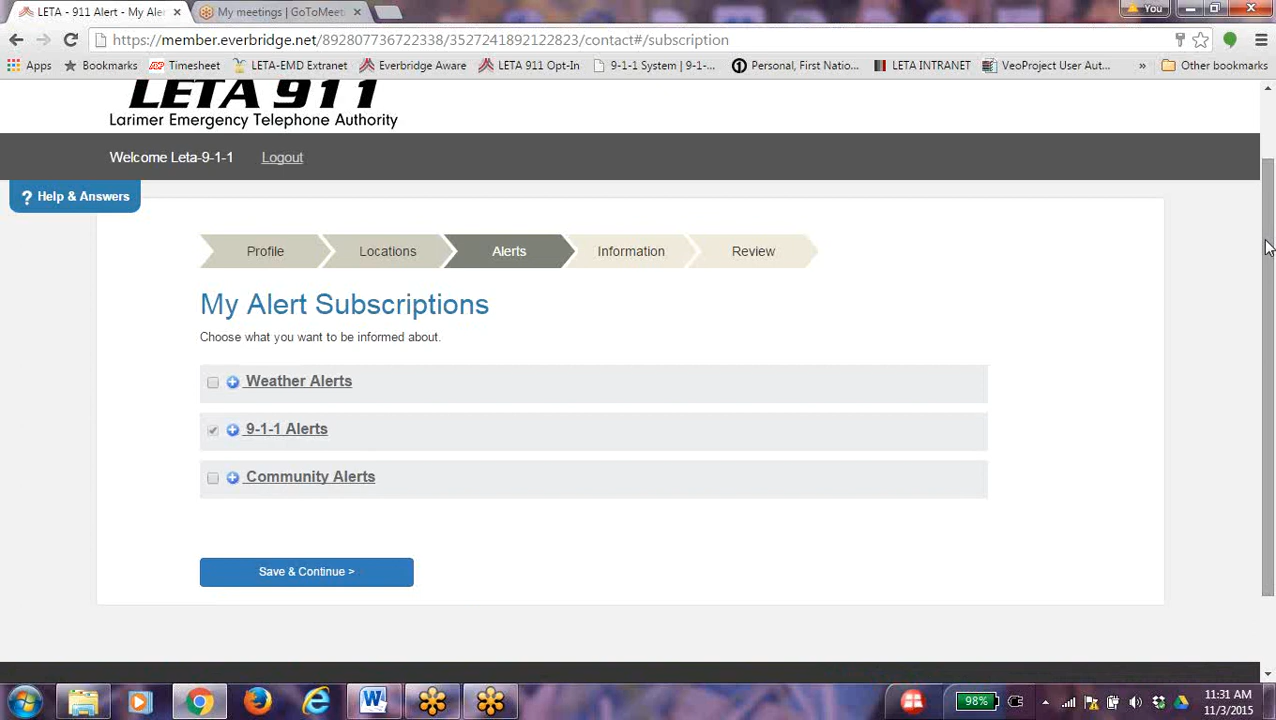 LETA - 911 Alert - My Aler
My meetings | GoToMeeti
You
https://member.everbridge.net/892807736722338/3527241392122823/contact#/subscription
Apps
Bookmarks
ADP Timesheet
LETA-EMD Extranet
Everbridge Aware
LETA 911 Opt-In
9-1-1 System | 9-1-...
Personal, First Natio...
LETA INTRANET
VeoProject User Aut...
»
Other bookmarks
LETA 911
Larimer Emergency Telephone Authority
Welcome Leta-9-1-1
Logout
? Help & Answers
Profile
Locations
Alerts
Information
Review
My Alert Subscriptions
Choose what you want to be informed about.
Weather Alerts
9-1-1 Alerts
Community Alerts
Save & Continue >
98%
11:31 AM
11/3/2015